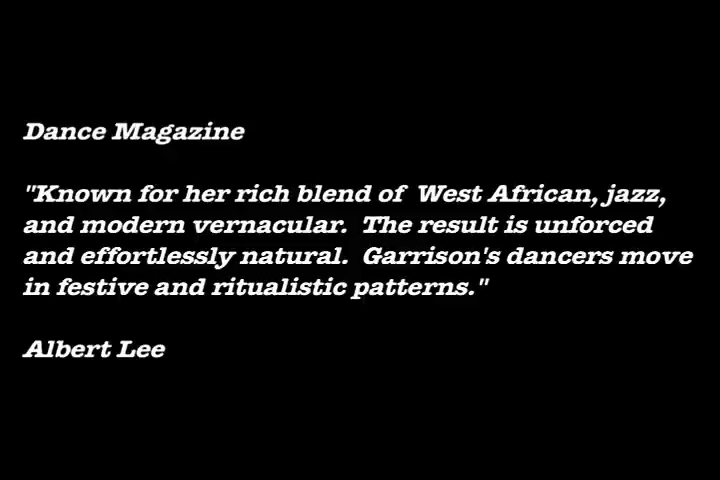 Dance Magazine
"Known for her rich blend of  West African, jazz,
and modern vernacular.  The result is unforced
and effortlessly natural.  Garrison's dancers move
in festive and ritualistic patterns."
Albert Lee